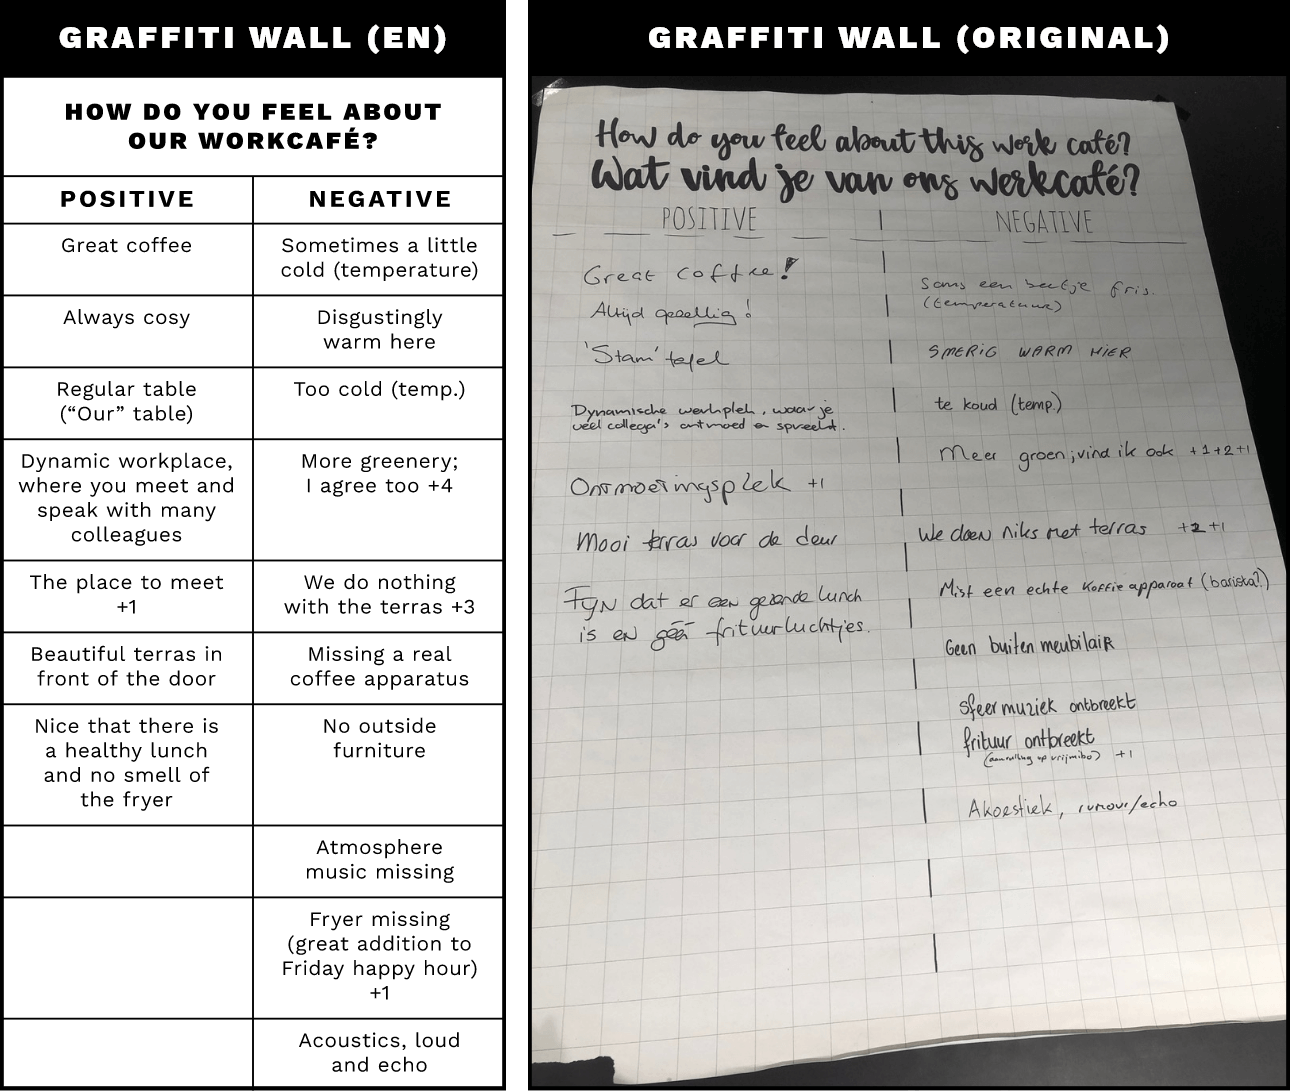 GRAFFITI WALL (EN)
HOW DO YOU FEEL ABOUT
OUR WORKCAFÉ?
POSITIVE
NEGATIVE
Great coffee
Sometimes a little
cold (temperature)
Always cosy
Disgustingly
warm here
Regular table
(“Our” table)
Too cold (temp.)
Dynamic workplace,
where you meet and
speak with many
colleagues
More greenery;
I agree too +4
The place to meet
+1
We do nothing
with the terras +3
Beautiful terras in
front of the door
Missing a real
coffee apparatus
Nice that there is
a healthy lunch
and no smell of
the fryer
No outside
furniture
Atmosphere
music missing
Fryer missing
(great addition to
Friday happy hour)
+1
Acoustics, loud
and echo
GRAFFITI WALL (ORIGINAL)
How do you feel about this work café?
Wat vind je van ons werkcafé?
POSITIVE
NEGATIVE
Great coffee!
Altijd gezellig!
'Stam' tafel
Dynamische werkplek, waar je
veel collega's ontmoed en spreekt.
Ontmoetingsplek +1
Mooi terras voor de deur
Fijn dat er een gezonde lunch
is en géén frituurluchtjes.
Soms een beetje fris.
(temperatuur)
SMERIG WARM HIER
te koud (temp.)
Meer groen; vind ik ook +1+2+1
We doen niks met terras +2 +1
Mist een echte koffie apparaat (barista?)
Geen buiten meubilair
sfeermuziek ontbreekt
frituur ontbreekt
(aanvulling op vrijmibo) +1
Akoestiek, rumour/echo